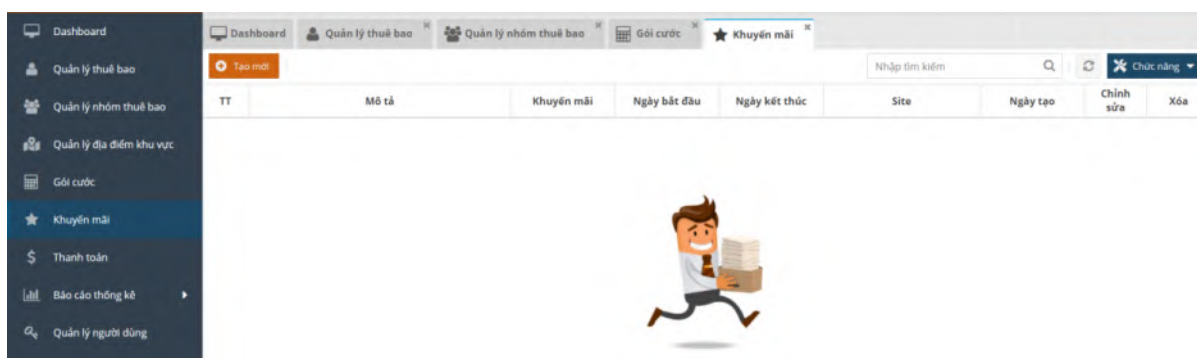 Dashboard
Quản lý thuê bao
Quản lý nhóm thuê bao
Quản lý địa điểm khu vực
Gói cước
Khuyến mãi
Thanh toán
Báo cáo thống kê
Quản lý người dùng
Dashboard Quản lý thuê bao Quản lý nhóm thuê bao Gói cước Khuyến mãi
Tạo mới Nhập tìm kiếm Chức năng
TT Mô tả Khuyến mãi Ngày bắt đầu Ngày kết thúc Site Ngày tạo Chỉnh sửa Xóa